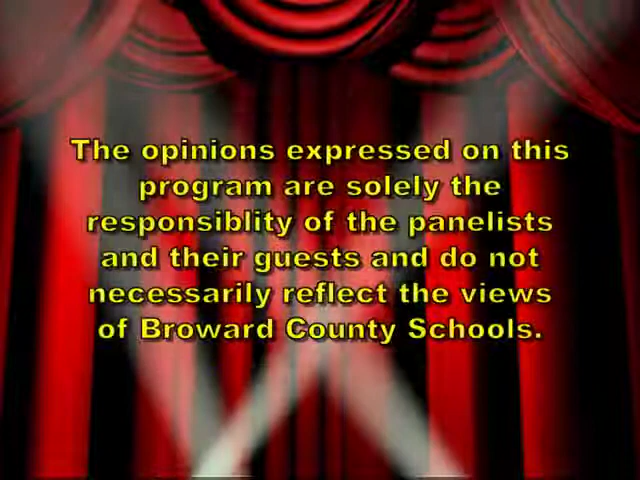 The opinions expressed on this
program are solely the
responsiblity of the panelists
and their guests and do not
necessarily reflect the views
of Broward County Schools.